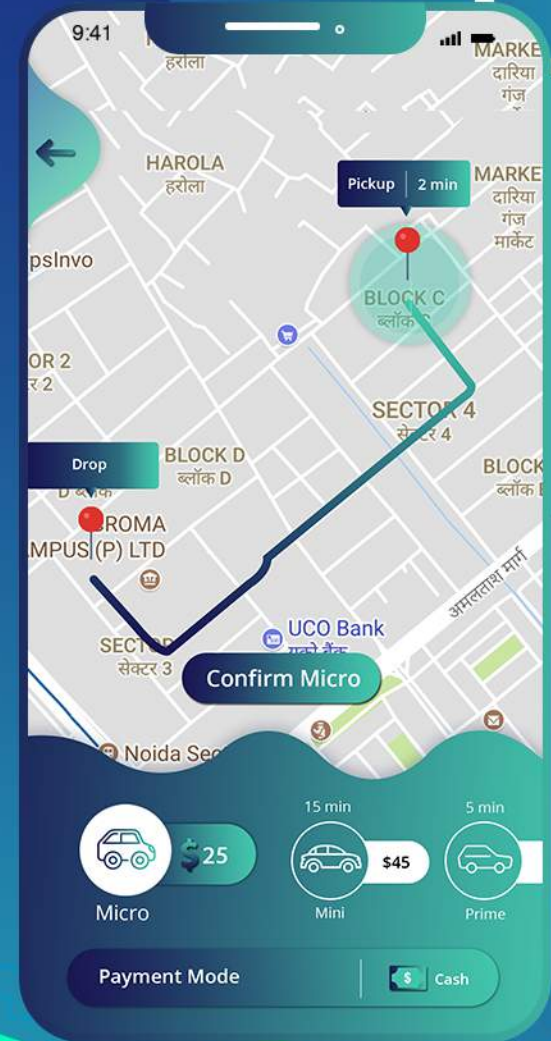 9:41
हरोला
MARKE
दारिया
गंज
HAROLA
हरोला
Pickup | 2 min
MARKE
दारिया
गंज
मार्केट
psInvo
BLOCK C
ब्लॉक
OR 2
र 2
SECTOR 4
सेक्टर 4
Drop
BLOCK D
ब्लॉक D
BLOCK
ब्लॉक
D ब्लॉक
ROMA
MPUS (P) LTD
अमलताश मार्ग
UCO Bank
यूको बैंक
SECTOR
सेक्टर 3
Confirm Micro
Noida Sec
$25
Micro
15 min
$45
Mini
5 min
Prime
Payment Mode | $ Cash